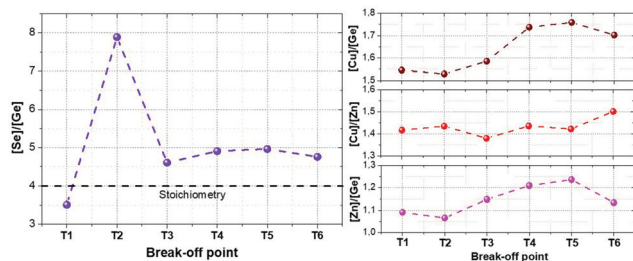 [Se]/[Ge]
8
7
6
5
4
3
Stoichiometry
T1 T2 T3 T4 T5 T6
Break-off point
[Cu]/[Ge]
1.8
1.7
1.6
1.5
[Cu]/[Zn]
1.6
1.5
1.4
1.3
[Zn]/[Ge]
1.3
1.2
1.1
1.0
T1 T2 T3 T4 T5 T6
Break-off point